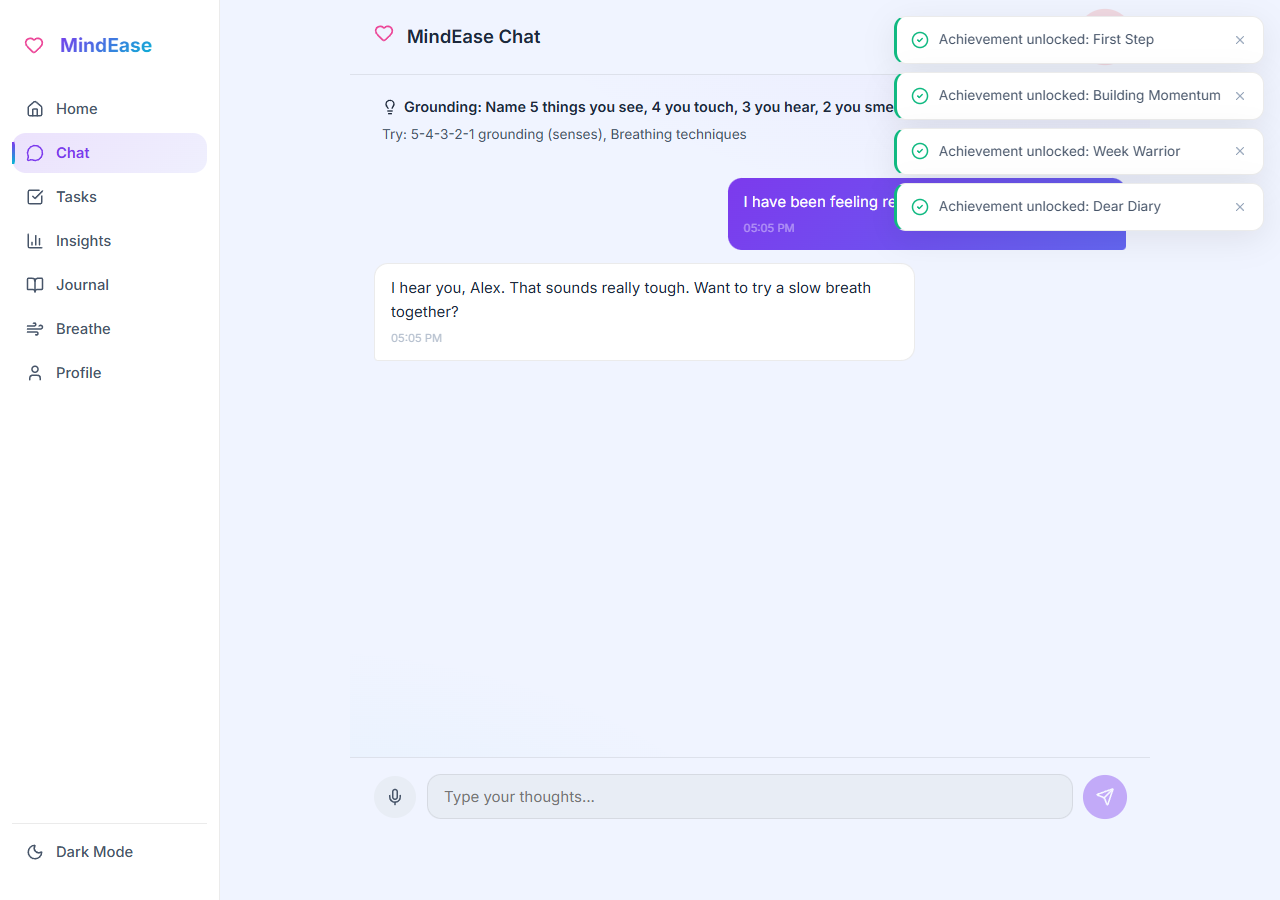 MindEase
Home
Chat
Tasks
Insights
Journal
Breathe
Profile
Dark Mode
MindEase Chat
Grounding: Name 5 things you see, 4 you touch, 3 you hear, 2 you
Try: 5-4-3-2-1 grounding (senses), Breathing techniques
I have been feeling
05:05 PM
I hear you, Alex. That sounds really tough. Want to try a slow breath
together?
05:05 PM
Type your thoughts...
Achievement unlocked: First Step
Achievement unlocked: Building Momentum
Achievement unlocked: Week Warrior
Achievement unlocked: Dear Diary